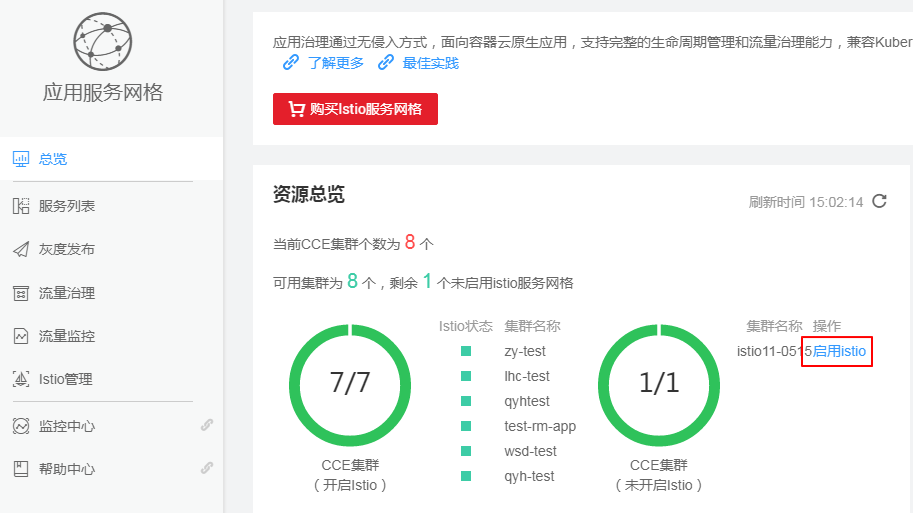 应用服务网格
总览
服务列表
灰度发布
流量治理
流量监控
Istio管理
监控中心
帮助中心
应用治理通过无侵入方式，面向容器云原生应用，支持完整的生命周期管理和流量治理能力，兼容Kuber
了解更多 最佳实践
购买Istio服务网格
资源总览
刷新时间 15:02:14
当前CCE集群个数为 8 个
可用集群为 8 个，剩余 1 个未启用istio服务网格
7/7
CCE集群
（开启Istio）
Istio状态 集群名称
zy-test
lhc-test
qyhtest
test-rm-app
wsd-test
qyh-test
1/1
CCE集群
（未开启Istio）
集群名称 操作
istio11-0515启用istio